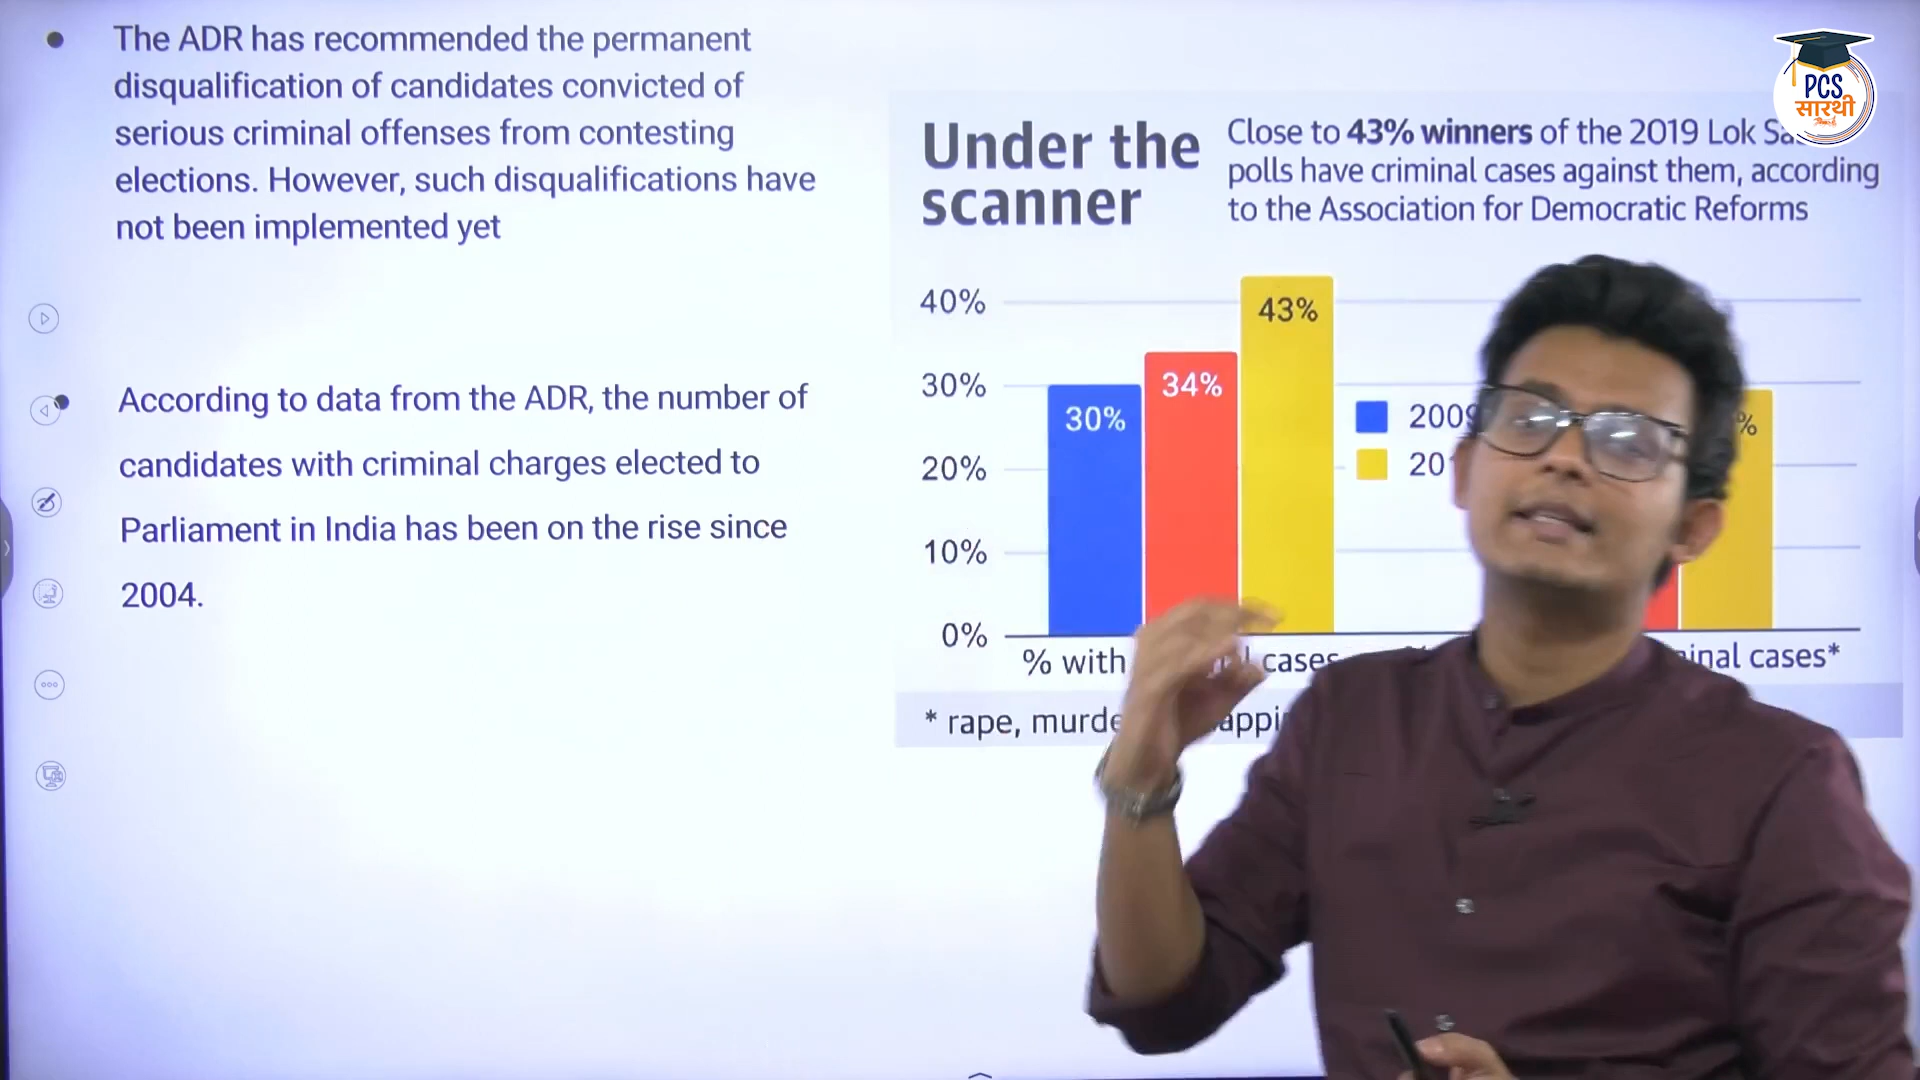 The ADR has recommended the permanent
disqualification of candidates convicted of
serious criminal offenses from contesting
elections. However, such disqualifications have
not been implemented yet
According to data from the ADR, the number of
candidates with criminal charges elected to
Parliament in India has been on the rise since
2004.
PCS
सारथी
Under the
scanner
Close to 43% winners of the 2019 Lok
polls have criminal cases against them, according
to the Association for Democratic Reforms
40%
30%
20%
10%
0%
30%
34%
43%
%
% with cases
cases*
* rape,